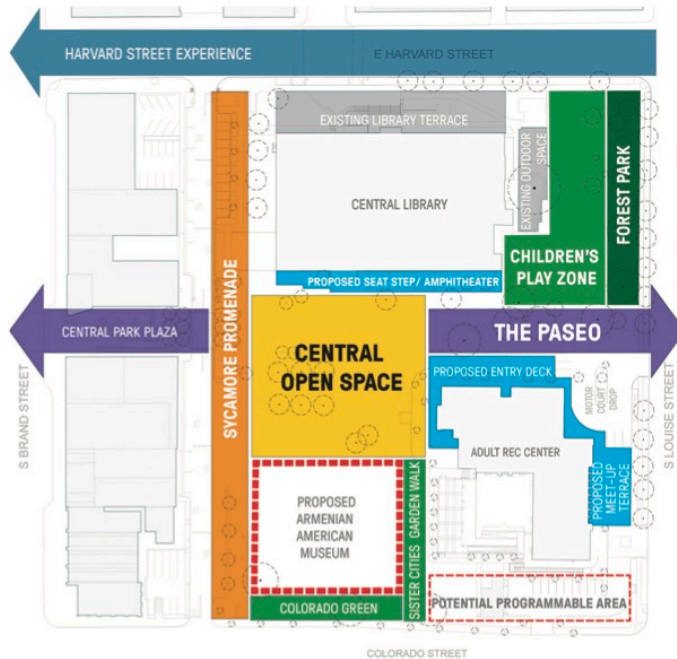 HARVARD STREET EXPERIENCE
E HARVARD STREET
EXISTING LIBRARY TERRACE
EXISTING OUTDOOR
SPACE
CENTRAL LIBRARY
CHILDREN'S
PLAY ZONE
FOREST PARK
PROPOSED SEAT STEP/ AMPHITHEATER
SYCAMORE PROMENADE
CENTRAL PARK PLAZA
THE PASEO
CENTRAL
OPEN SPACE
S BRAND STREET
S LOUISE STREET
PROPOSED ENTRY DECK
MOTOR
COURT
DROP
ADULT REC CENTER
PROPOSED
MEET-UP
TERRACE
PROPOSED
ARMENIAN
AMERICAN
MUSEUM
SISTER CITIES GARDEN WALK
COLORADO GREEN
POTENTIAL PROGRAMMABLE AREA
COLORADO STREET